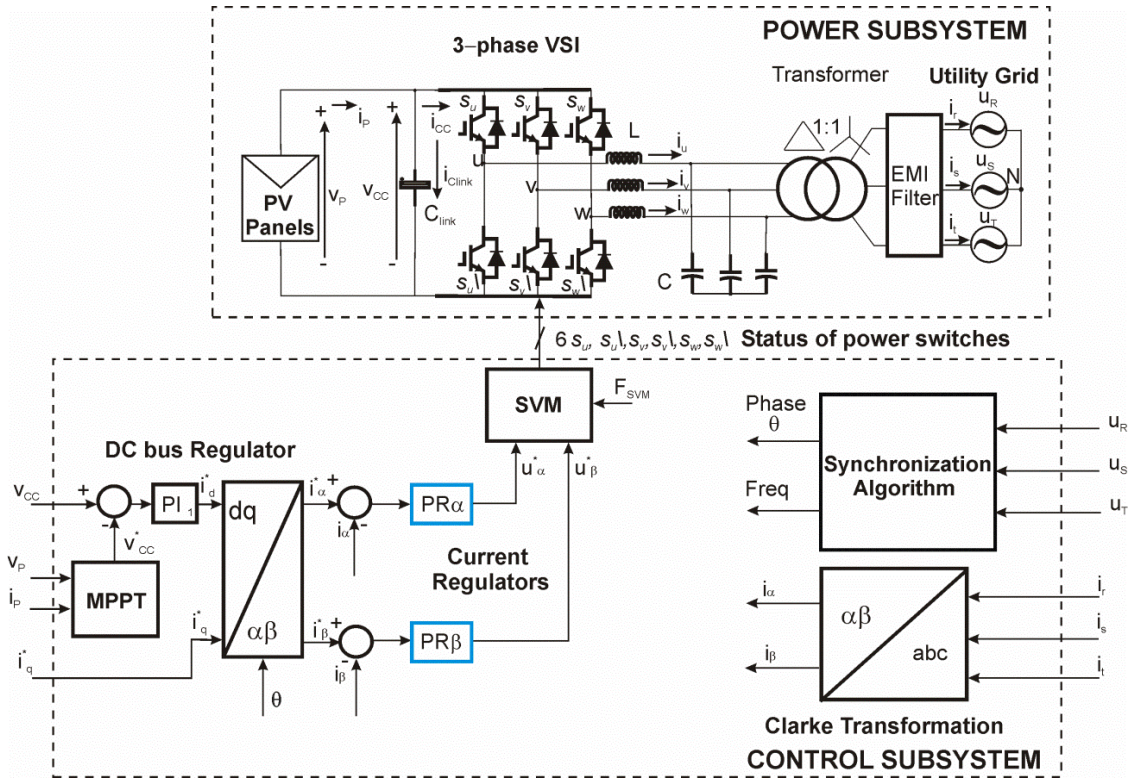 POWER SUBSYSTEM
3–phase VSI
Transformer
Utility Grid
PV
Panels
+
-
v_P
i_P
+
-
v_CC
i_CC
i_Clink
C_link
s_u
s_v
s_w
u
v
w
s_u\
s_v\
s_w\
L
i_u
i_v
i_w
C
1:1
EMI
Filter
i_r
u_R
i_s
u_S
N
i_t
u_T
6 s_u, s_u\,s_v,s_v\,s_w,s_w\ Status of power switches
SVM
F_SVM
u*_α
u*_β
DC bus Regulator
v_CC
+
-
PI_1
i*_d
v*_CC
v_P
i_P
MPPT
i*_q
i*_q
dq
αβ
θ
i*_α
+
-
i_α
PRα
Current
Regulators
i*_β
+
-
i_β
PRβ
Phase
θ
Freq
Synchronization
Algorithm
u_R
u_S
u_T
i_α
i_β
αβ
abc
i_r
i_s
i_t
Clarke Transformation
CONTROL SUBSYSTEM